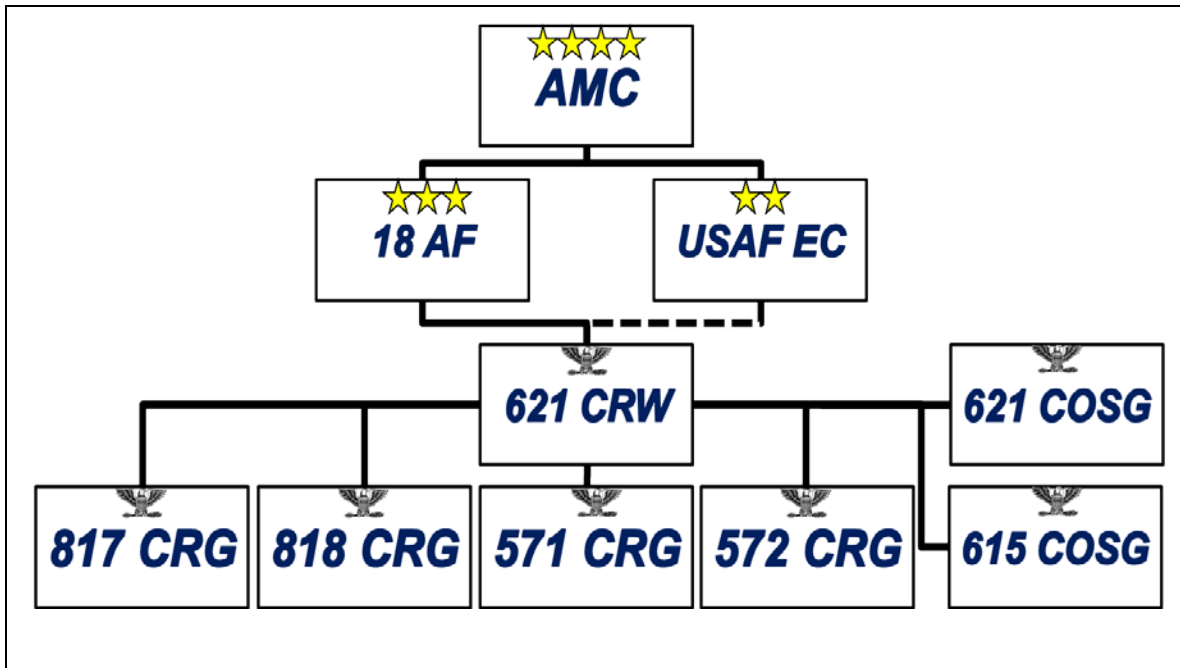 AMC
18 AF
USAF EC
621 CRW
621 COSG
817 CRG
818 CRG
571 CRG
572 CRG
615 COSG